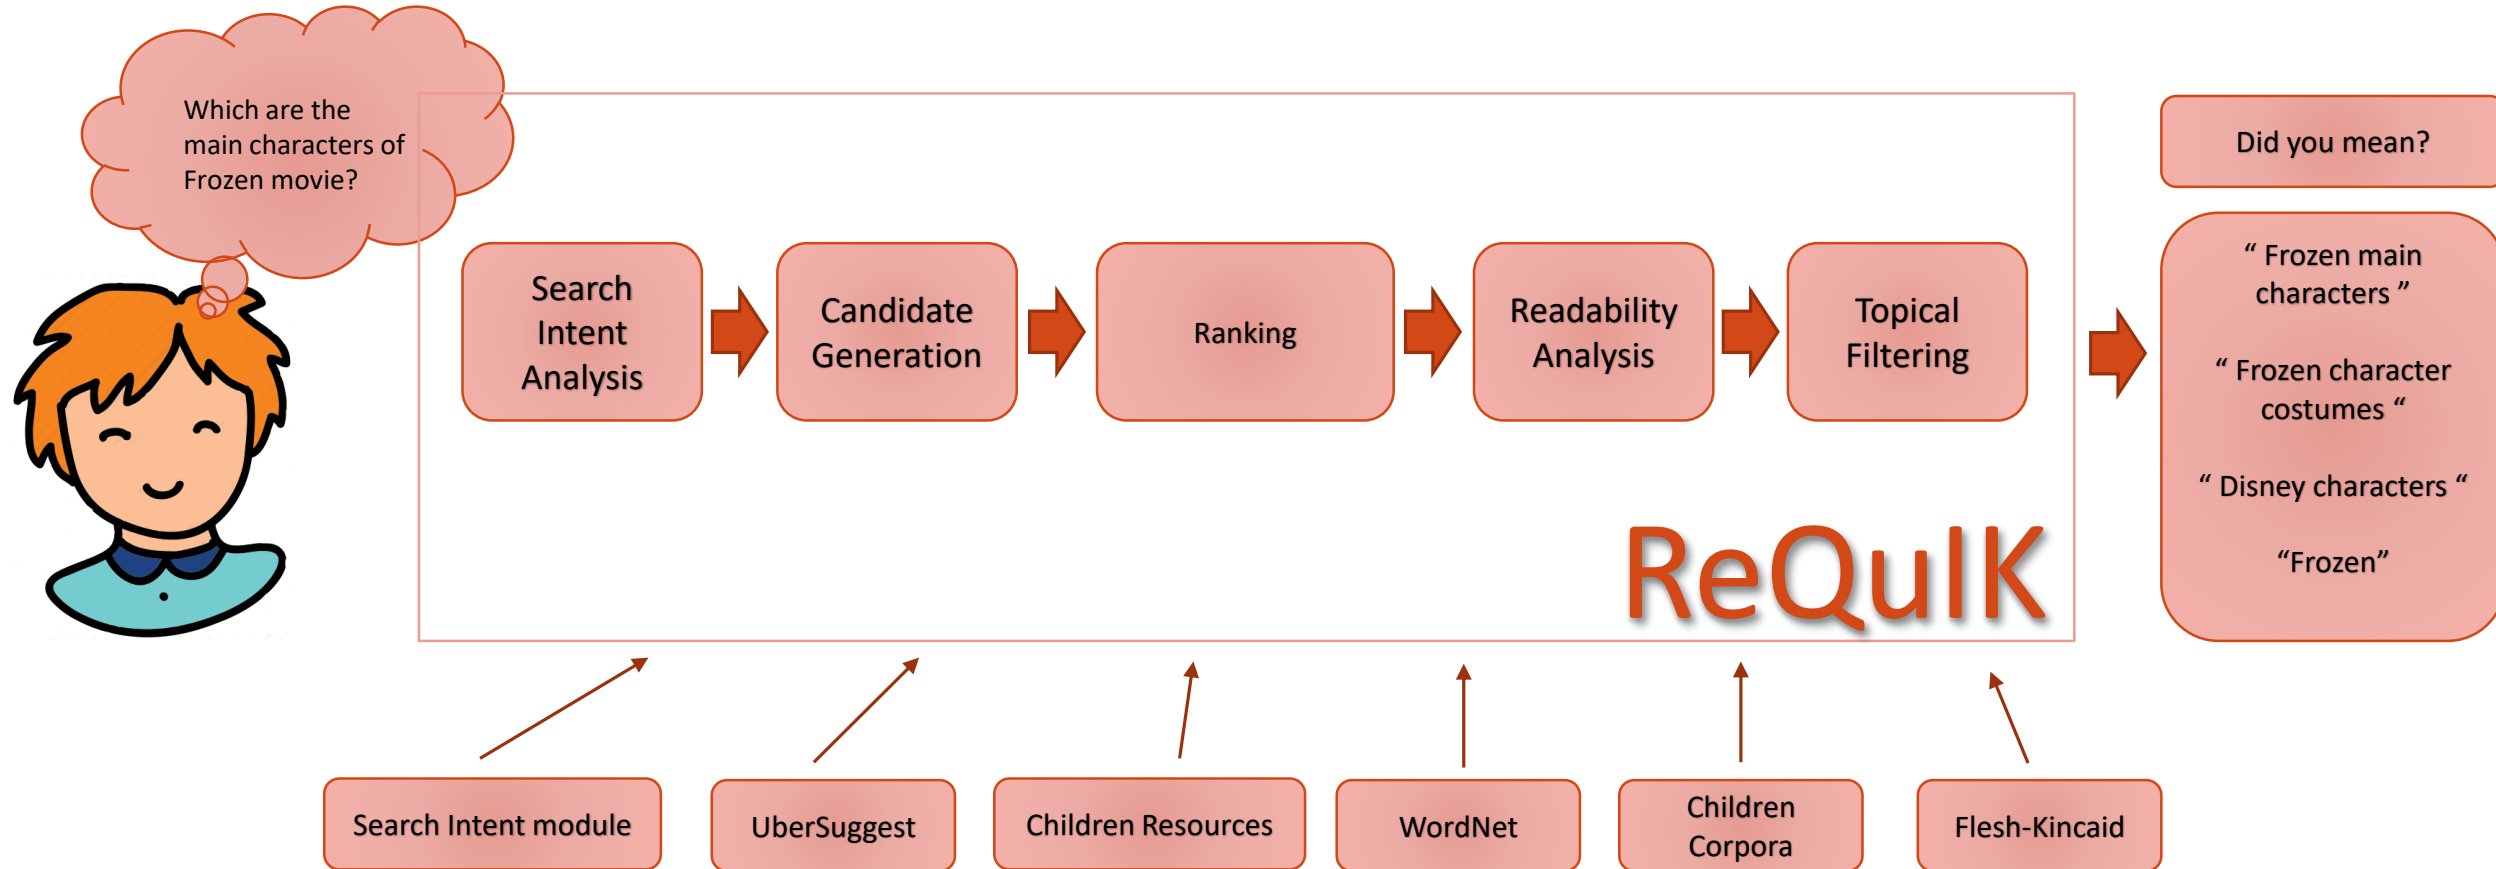 Which are the
main characters of
Frozen movie?
Search
Intent
Analysis
Candidate
Generation
Ranking
Readability
Analysis
Topical
Filtering
ReQuIK
Did you mean?
“ Frozen main
characters ”
“ Frozen character
costumes “
“ Disney characters “
“Frozen”
Search Intent module
UberSuggest
Children Resources
WordNet
Children
Corpora
Flesh-Kincaid